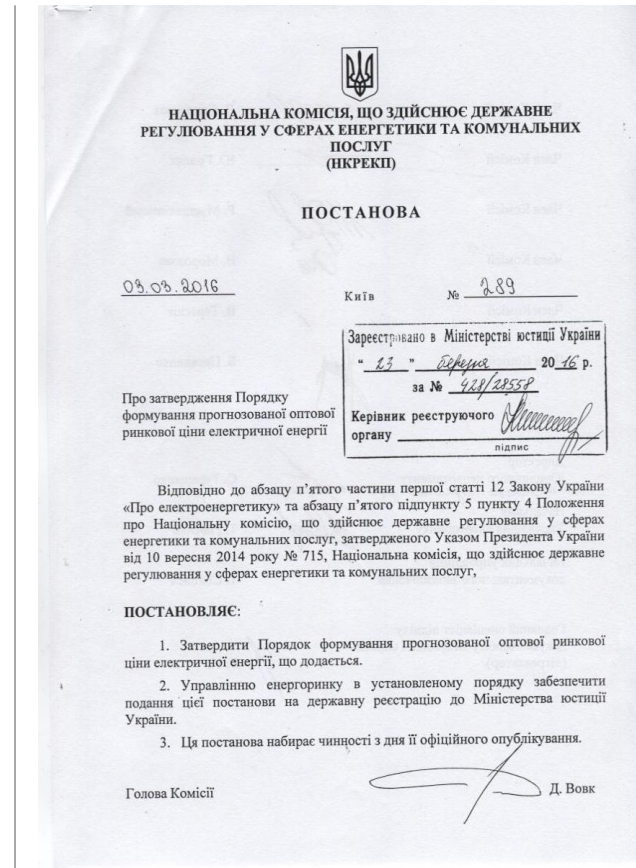 НАЦІОНАЛЬНА КОМІСІЯ, ЩО ЗДІЙСНЮЄ ДЕРЖАВНЕ
РЕГУЛЮВАННЯ У СФЕРАХ ЕНЕРГЕТИКИ ТА КОМУНАЛЬНИХ
ПОСЛУГ
(НКРЕКП)
ПОСТАНОВА
03.03.2016
Київ
№ 289
Зареєстровано в Міністерстві юстиції України
“ 23 ” березня 20 16 р.
за № 428/28558
Керівник реєструючого
органу
підпис
Про затвердження Порядку
формування прогнозованої оптової
ринкової ціни електричної енергії
Відповідно до абзацу п’ятого частини першої статті 12 Закону України
«Про електроенергетику» та абзацу п’ятого підпункту 5 пункту 4 Положення
про Національну комісію, що здійснює державне регулювання у сферах
енергетики та комунальних послуг, затвердженого Указом Президента України
від 10 вересня 2014 року № 715, Національна комісія, що здійснює державне
регулювання у сферах енергетики та комунальних послуг,
ПОСТАНОВЛЯЄ:
1. Затвердити Порядок формування прогнозованої оптової ринкової
ціни електричної енергії, що додається.
2. Управлінню енергоринку в установленому порядку забезпечити
подання цієї постанови на державну реєстрацію до Міністерства юстиції
України.
3. Ця постанова набирає чинності з дня її офіційного опублікування.
Голова Комісії
Д. Вовк